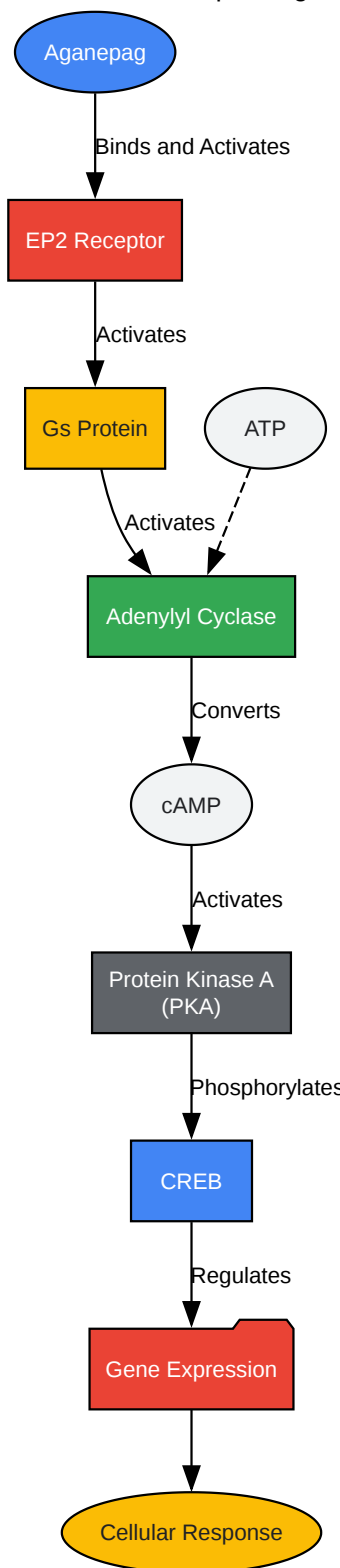 Aganepag
Binds and Activates
EP2 Receptor
Activates
Gs Protein
ATP
Activates
Adenylyl Cyclase
Converts
cAMP
Activates
Protein Kinase A
(PKA)
Phosphorylates
CREB
Regulates
Gene Expression
Cellular Response